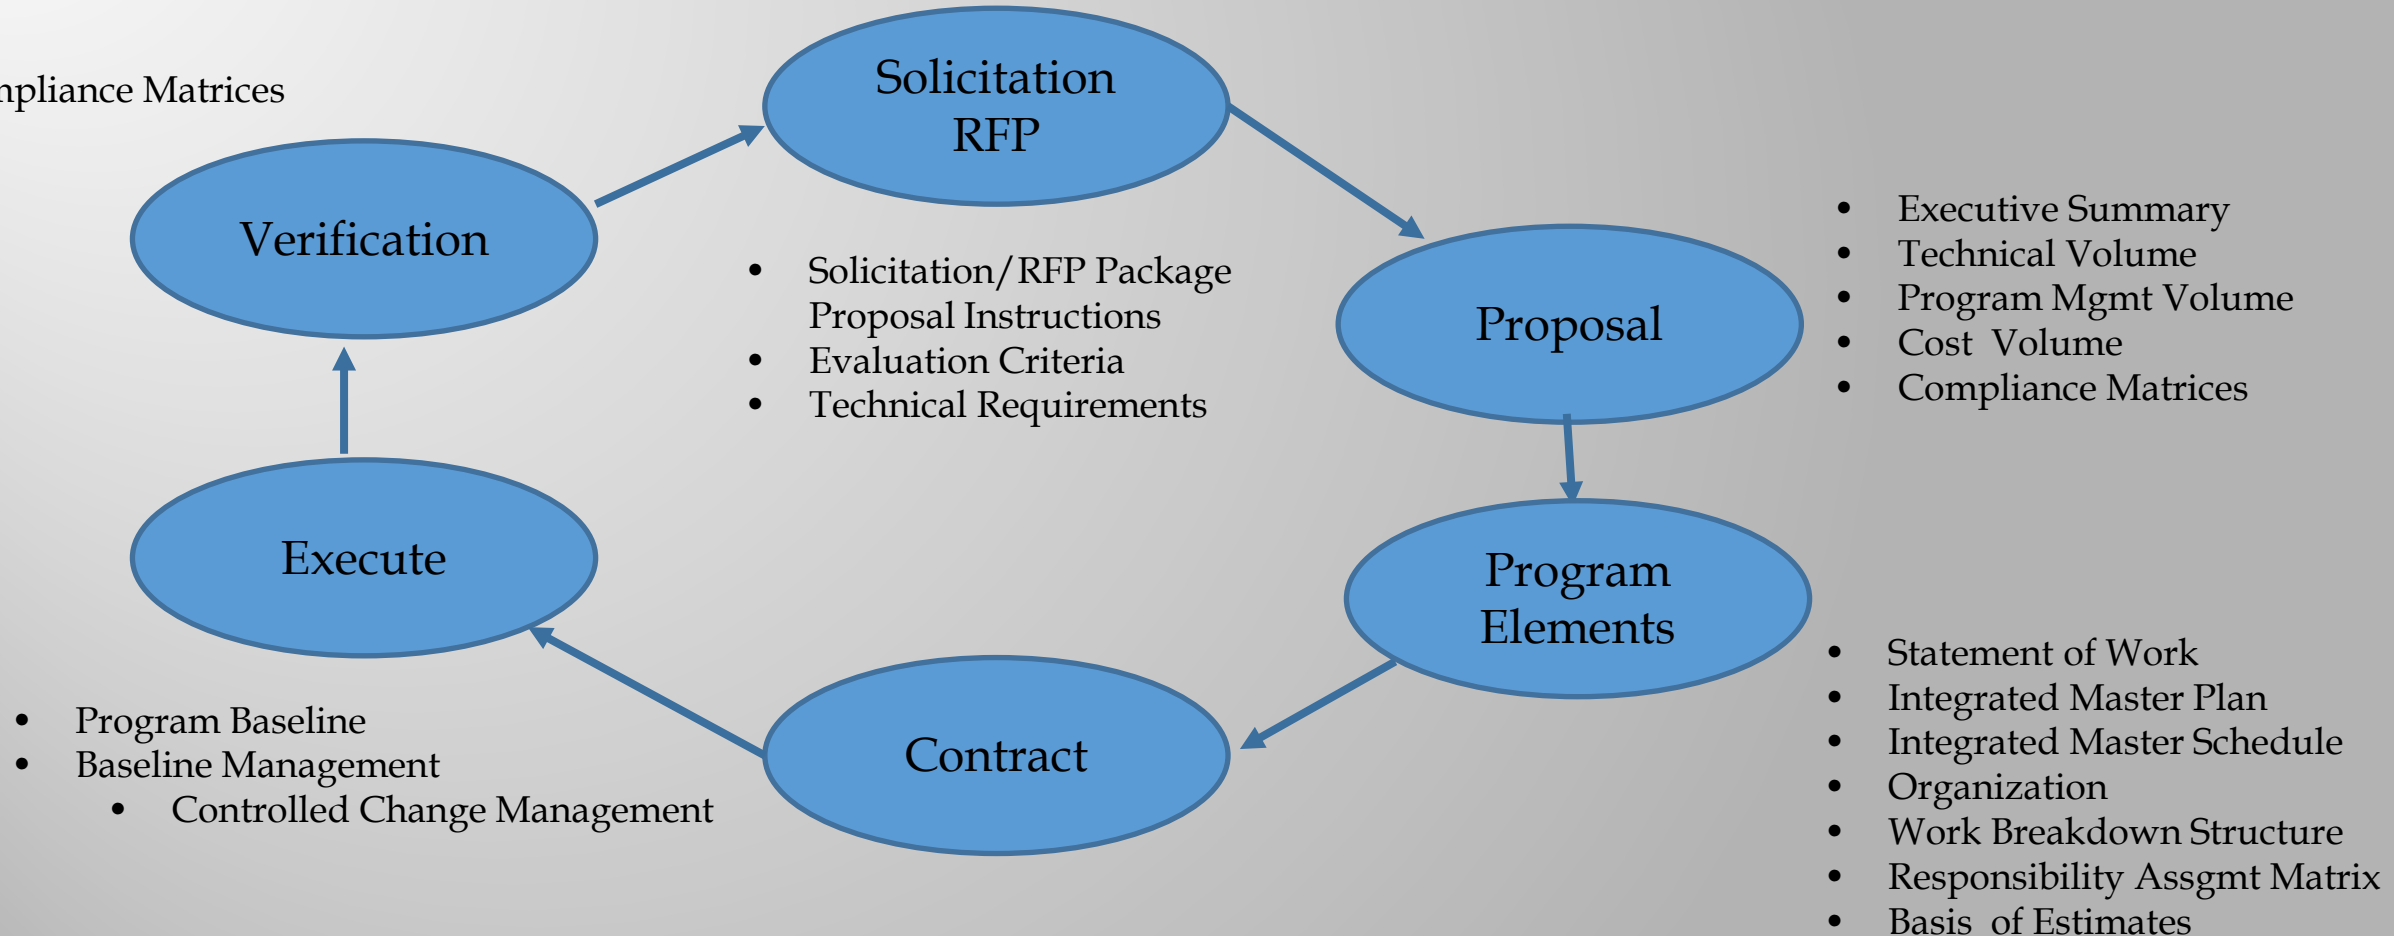 mpliance Matrices
Solicitation
RFP
Verification
• Solicitation/RFP Package
Proposal Instructions
• Evaluation Criteria
• Technical Requirements
Proposal
• Executive Summary
• Technical Volume
• Program Mgmt Volume
• Cost Volume
• Compliance Matrices
Execute
Program
Elements
• Program Baseline
• Baseline Management
• Controlled Change Management
Contract
• Statement of Work
• Integrated Master Plan
• Integrated Master Schedule
• Organization
• Work Breakdown Structure
• Responsibility Assgmt Matrix
• Basis of Estimates